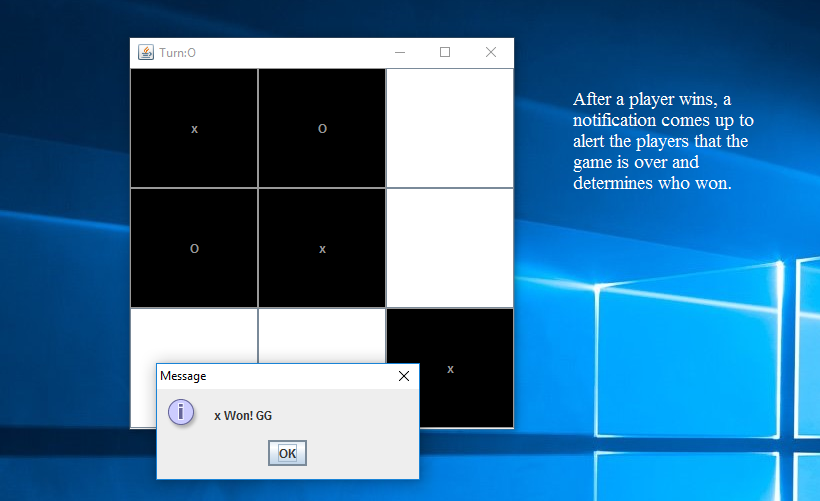 Turn:O
x
O
After a player wins, a
notification comes up to
alert the players that the
game is over and
determines who won.
O
x
x
Message
x Won! GG
OK